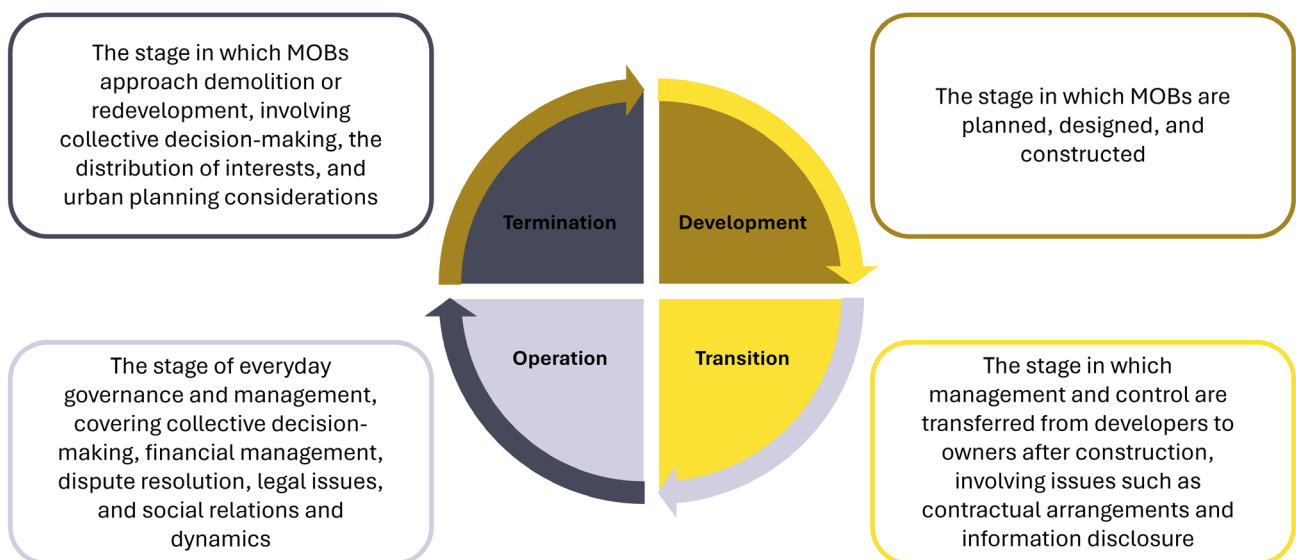 The stage in which MOBs
approach demolition or
redevelopment, involving
collective decision-making, the
distribution of interests, and
urban planning considerations
The stage in which MOBs are
planned, designed, and
constructed
Termination
Development
Operation
Transition
The stage of everyday
governance and management,
covering collective decision-
making, financial management,
dispute resolution, legal issues,
and social relations and
dynamics
The stage in which
management and control are
transferred from developers to
owners after construction,
involving issues such as
contractual arrangements and
information disclosure